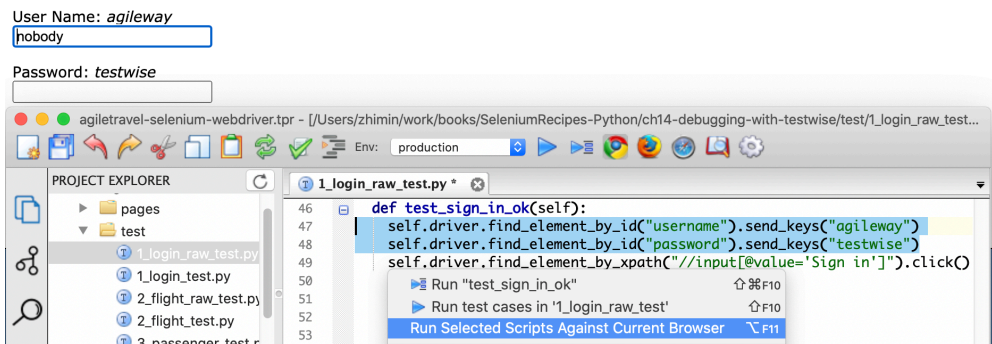 User Name: agileway
nobody
Password: testwise
agiletravel-selenium-webdriver.tpr - [/Users/zhimin/work/books/SeleniumRecipes-Python/ch14-debugging-with-testwise/test/1_login_raw_test...
Env: production
PROJECT EXPLORER
1_login_raw_test.py *
pages
test
1_login_raw_test.py
1_login_test.py
2_flight_raw_test.py
2_flight_test.py
3_passenger_test.p
46 def test_sign_in_ok(self):
47 self.driver.find_element_by_id("username").send_keys("agileway")
48 self.driver.find_element_by_id("password").send_keys("testwise")
49 self.driver.find_element_by_xpath("//input[@value='Sign in']").click()
50
51
52
53
Run "test_sign_in_ok" ⇧⌘F10
Run test cases in '1_login_raw_test' ⇧F10
Run Selected Scripts Against Current Browser ⌥F11